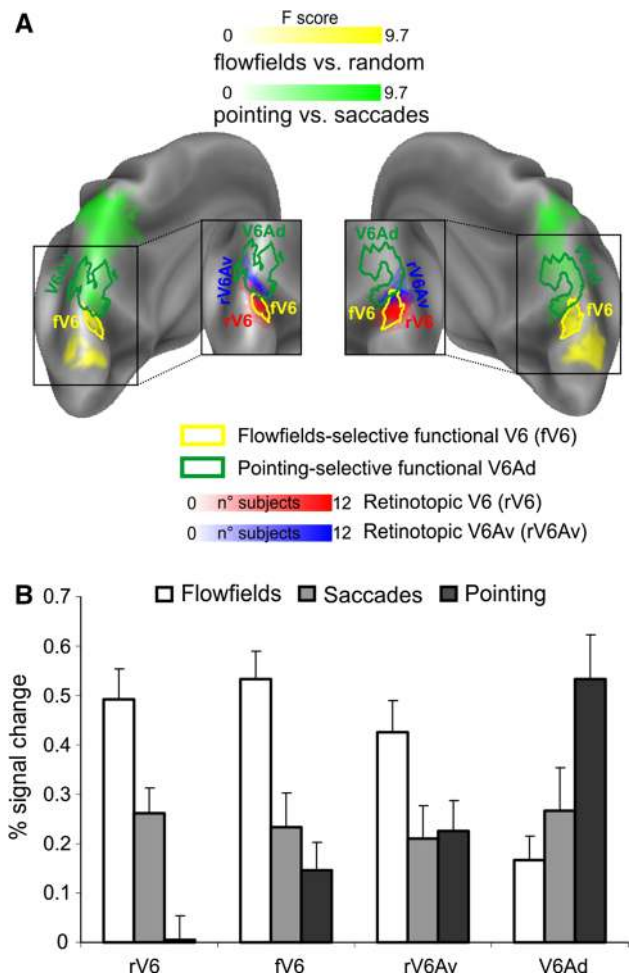 A
F score
0 9.7
flowfields vs. random
0 9.7
pointing vs. saccades
V6Ad
fV6
V6Ad
rV6Av
rV6
fV6
V6Ad
rV6Av
fV6
rV6
V6Ad
fV6
Flowfields-selective functional V6 (fV6)
Pointing-selective functional V6Ad
0 n° subjects 12 Retinotopic V6 (rV6)
0 n° subjects 12 Retinotopic V6Av (rV6Av)
B
Flowfields Saccades Pointing
% signal change
0.7
0.6
0.5
0.4
0.3
0.2
0.1
0
rV6 fV6 rV6Av V6Ad